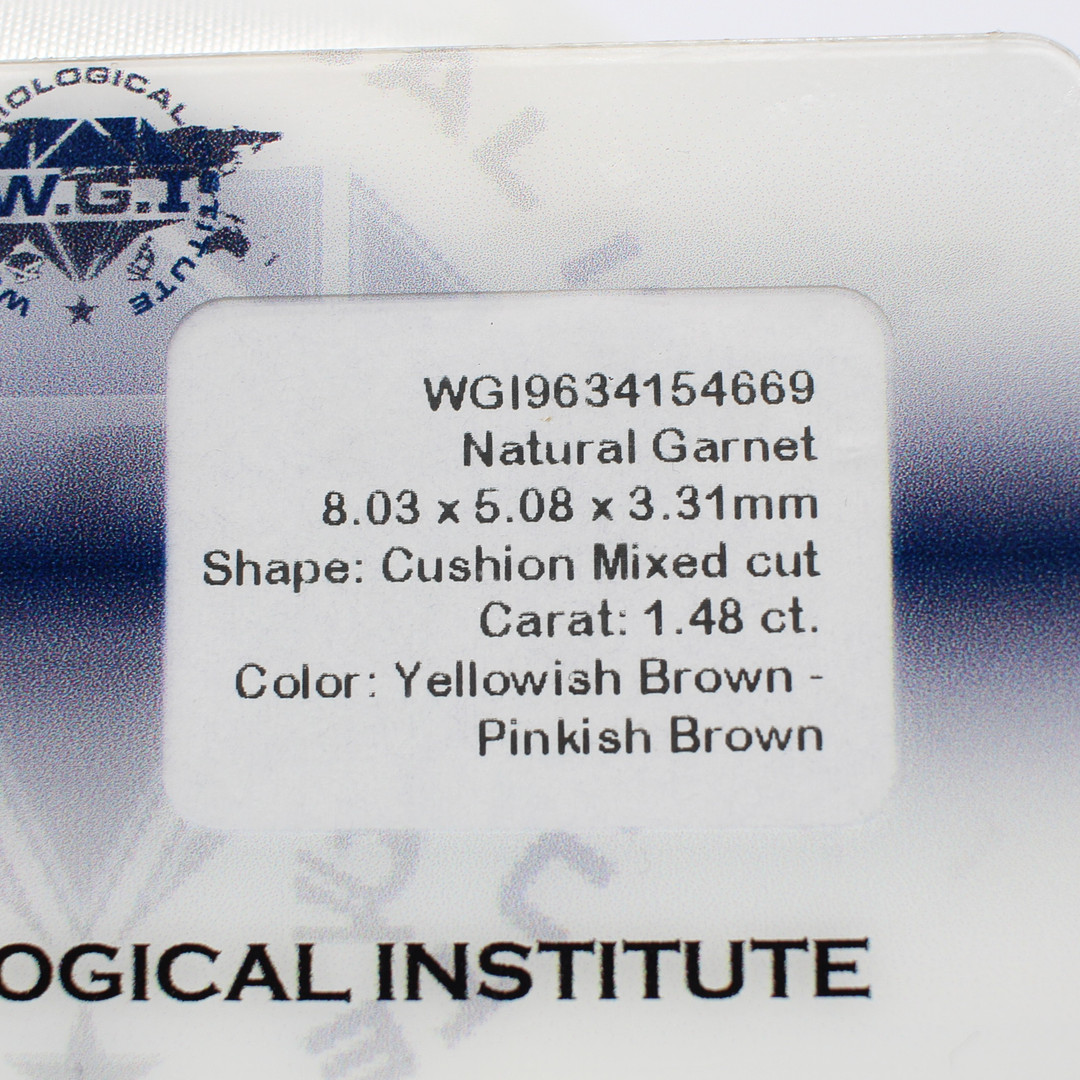 W.G.I.
WGI9634154669
Natural Garnet
8.03 x 5.08 x 3.31mm
Shape: Cushion Mixed cut
Carat: 1.48 ct.
Color: Yellowish Brown -
Pinkish Brown
OGICAL INSTITUTE